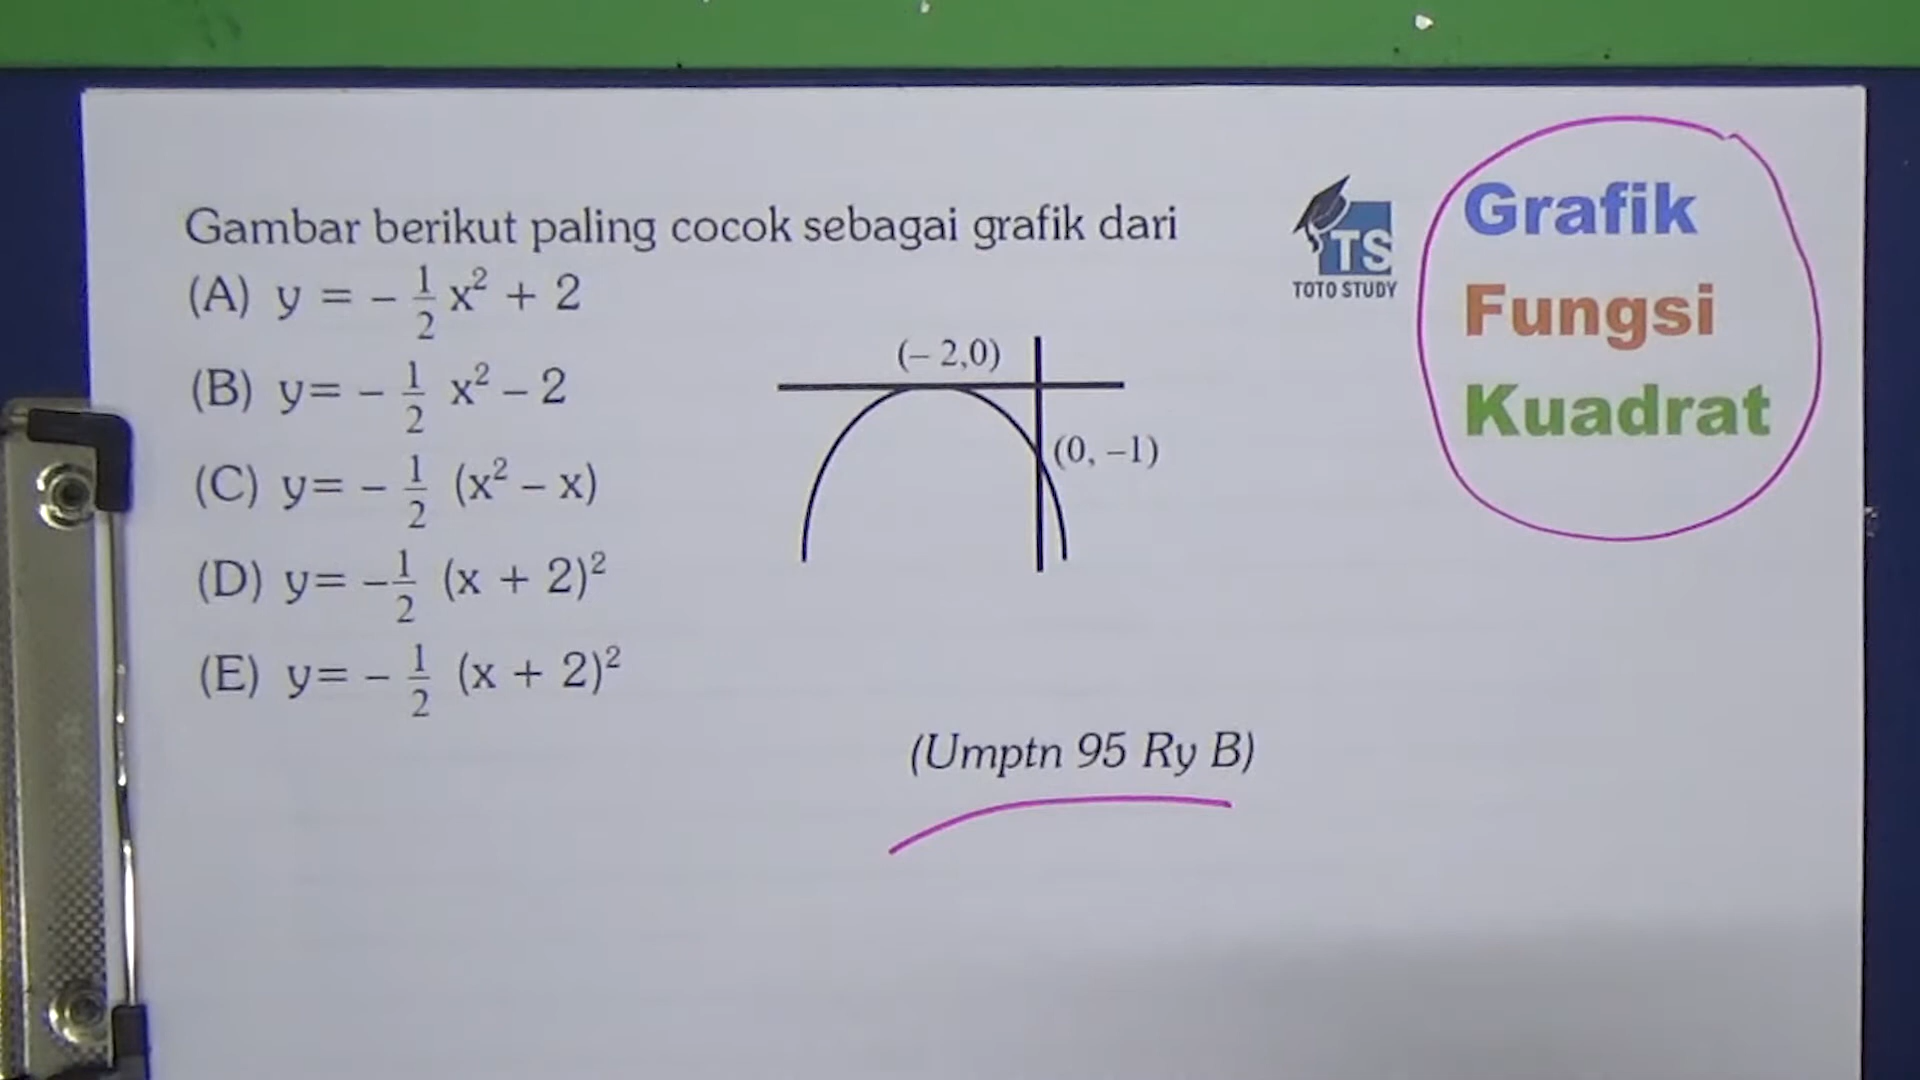 Gambar berikut paling cocok sebagai grafik dari
(A) y = – 1/2 x² + 2
(B) y= – 1/2 x² – 2
(C) y= – 1/2 (x² – x)
(D) y= –1/2 (x + 2)²
(E) y= – 1/2 (x + 2)²
(– 2,0)
(0, –1)
(Umptn 95 Ry B)
TS
TOTO STUDY
Grafik
Fungsi
Kuadrat